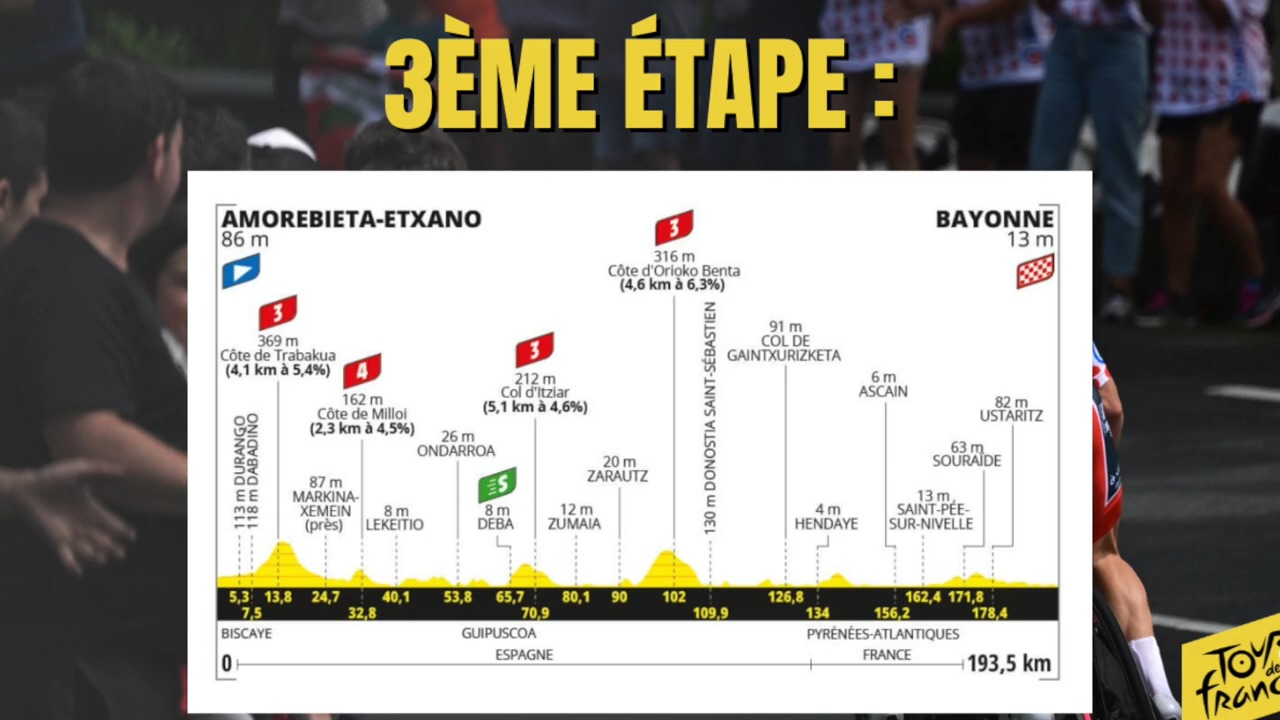 3ÈME ÉTAPE :
AMOREBIETA-ETXANO
86 m
BAYONNE
13 m
3
369 m
Côte de Trabakua
(4,1 km à 5,4%)
4
162 m
Côte de Milloi
(2,3 km à 4,5%)
3
212 m
Col d'Itziar
(5,1 km à 4,6%)
3
316 m
Côte d'Orioko Benta
(4,6 km à 6,3%)
113 m DURANGO
118 m DABADIÑO
87 m
MARKINA-
XEMEIN
(près)
8 m
LEKEITIO
26 m
ONDARROA
S
8 m
DEBA
12 m
ZUMAIA
20 m
ZARAUTZ
130 m DONOSTIA SAINT-SÉBASTIEN
91 m
COL DE
GAINTXURIZKETA
4 m
HENDAYE
6 m
ASCAIN
13 m
SAINT-PÉE-
SUR-NIVELLE
63 m
SOURAÏDE
82 m
USTARITZ
5,3 13,8 24,7 40,1 53,8 65,7 80,1 90 102 126,8 162,4 171,8
7,5 32,8 70,9 109,9 134 156,2 178,4
BISCAYE GUIPUSCOA PYRÉNÉES-ATLANTIQUES
ESPAGNE FRANCE
0 193,5 km
TOUR
de
franc